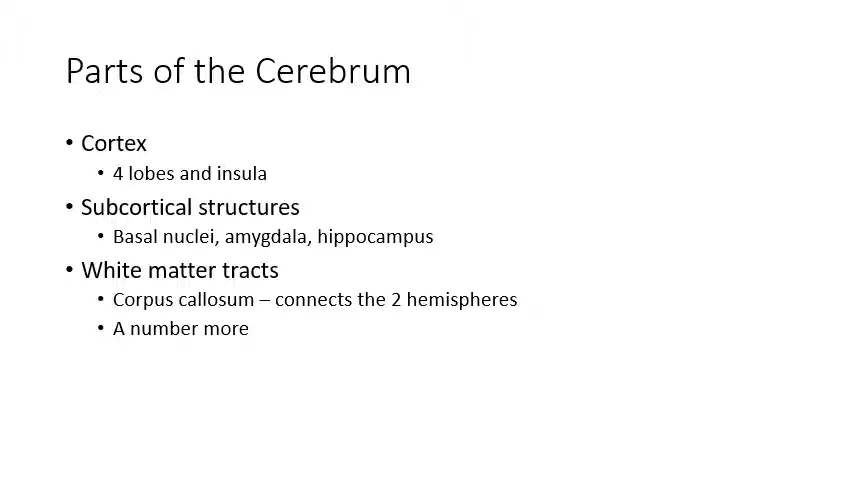 Parts of the Cerebrum
• Cortex
• 4 lobes and insula
• Subcortical structures
• Basal nuclei, amygdala, hippocampus
• White matter tracts
• Corpus callosum – connects the 2 hemispheres
• A number more